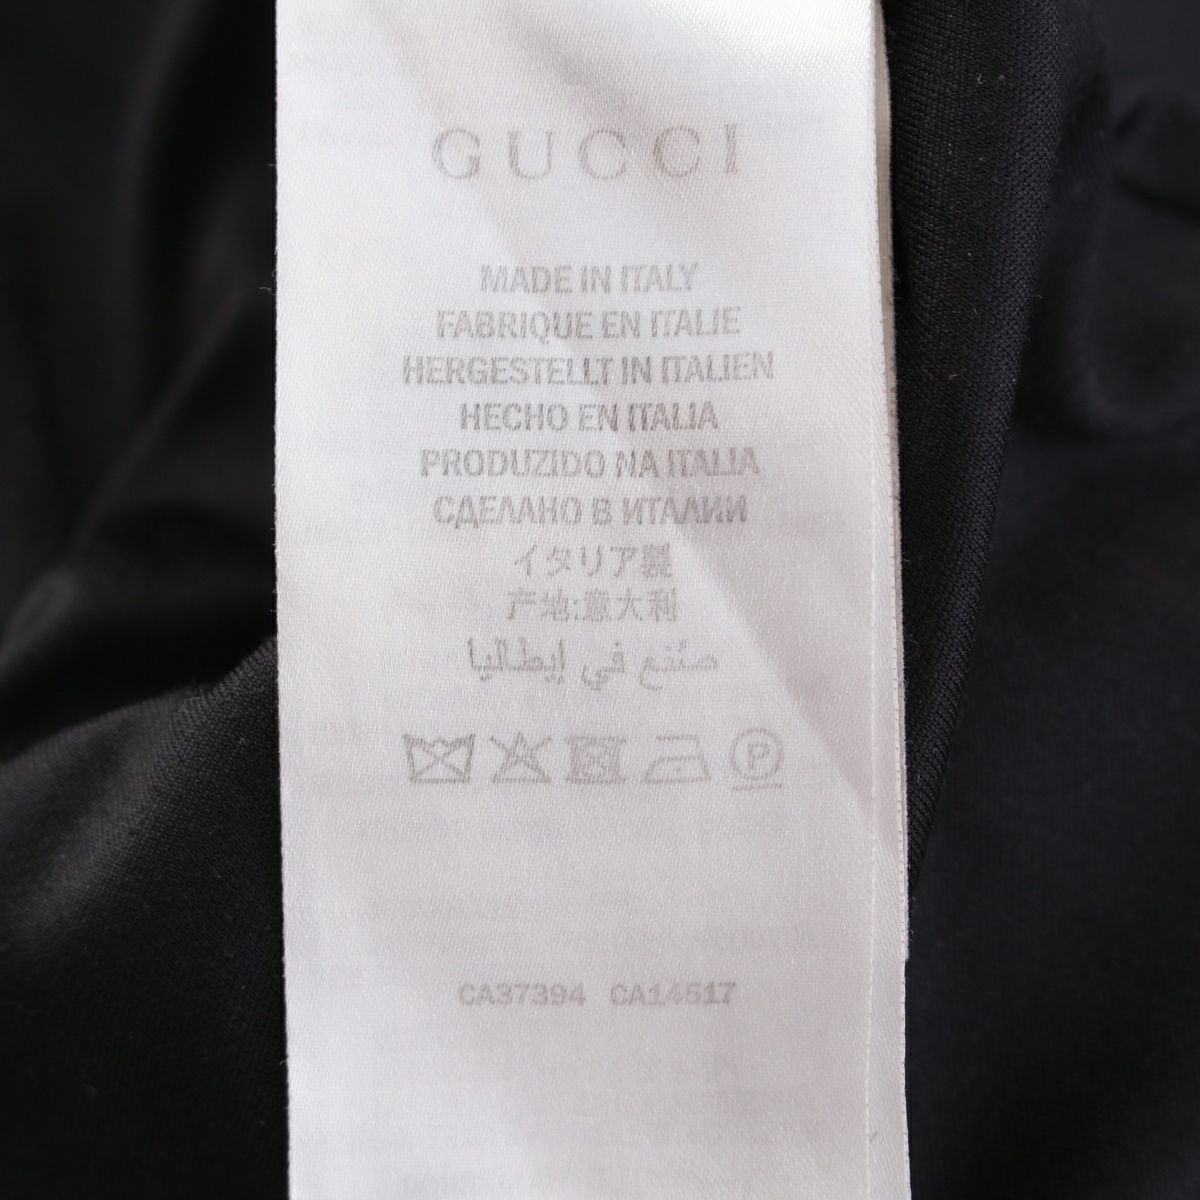 GUCCI
MADE IN ITALY
FABRIQUE EN ITALIE
HERGESTELLT IN ITALIEN
HECHO EN ITALIA
PRODUZIDO NA ITALIA
СДЕЛАНО В ИТАЛИИ
イタリア製
产地:意大利
صنع في إيطاليا
P
CA37394 CA14517